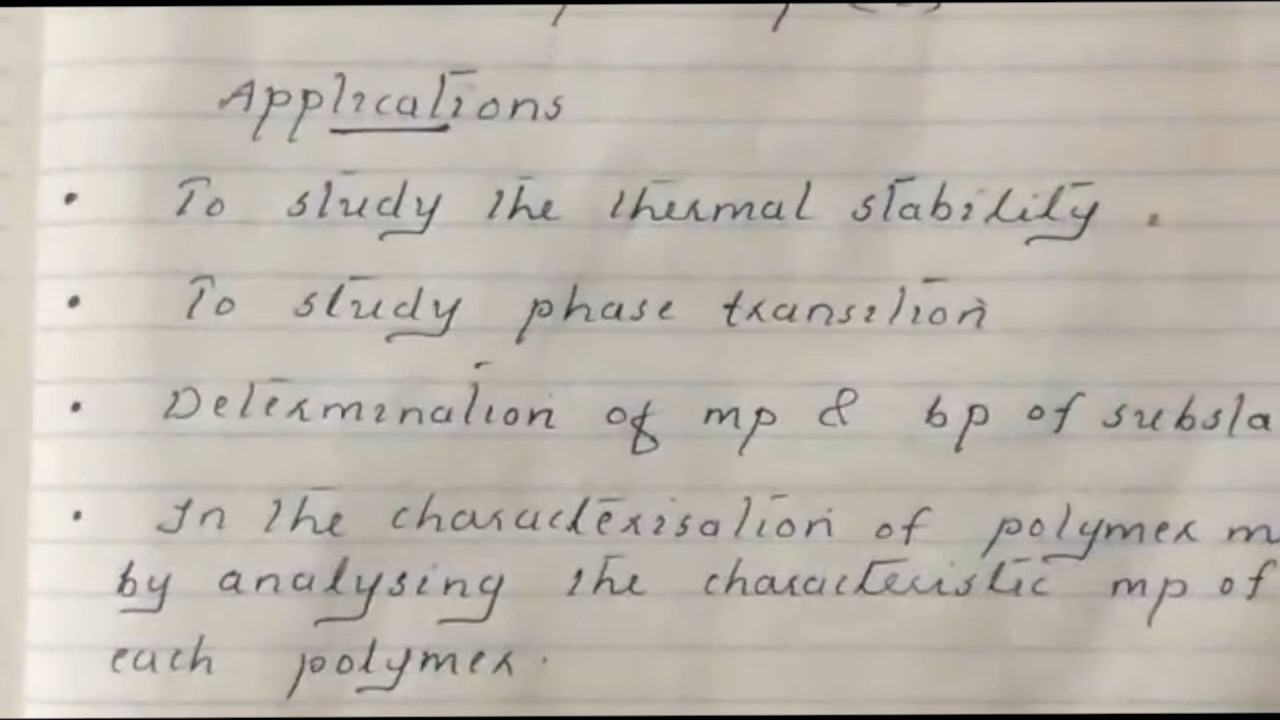 Applications
• To study the thermal stability.
• To study phase transition
• Determination of mp & bp of substa
• In the characterisation of polymer m
by analysing the characteristic mp of
each polymer.